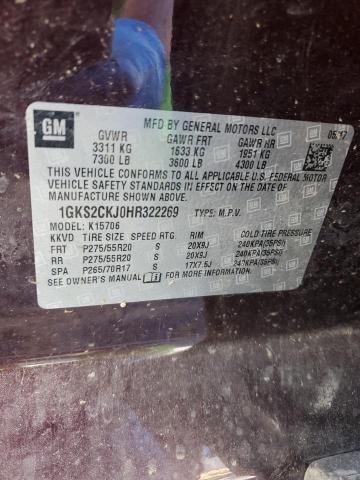 GM
MFD BY GENERAL MOTORS LLC
GVWR GAWR FRT GAWR RR
3311 KG 1633 KG 1951 KG
7300 LB 3600 LB 4300 LB
THIS VEHICLE CONFORMS TO ALL APPLICABLE U.S. FEDERAL MOTOR
VEHICLE SAFETY STANDARDS IN EFFECT ON THE DATE OF
MANUFACTURE SHOWN ABOVE.
1GKS2CKJ0HR322269 TYPE: M.P.V.
MODEL: K15706
KKVD TIRE SIZE SPEED RTG RIM COLD TIRE PRESSURE
FRT P275/55R20 S 20X9J 240KPA(35PSI)
RR P275/55R20 S 20X9J 240KPA(35PSI)
SPA P265/70R17 S 17X7.5J 240KPA(35PSI)
SEE OWNER'S MANUAL